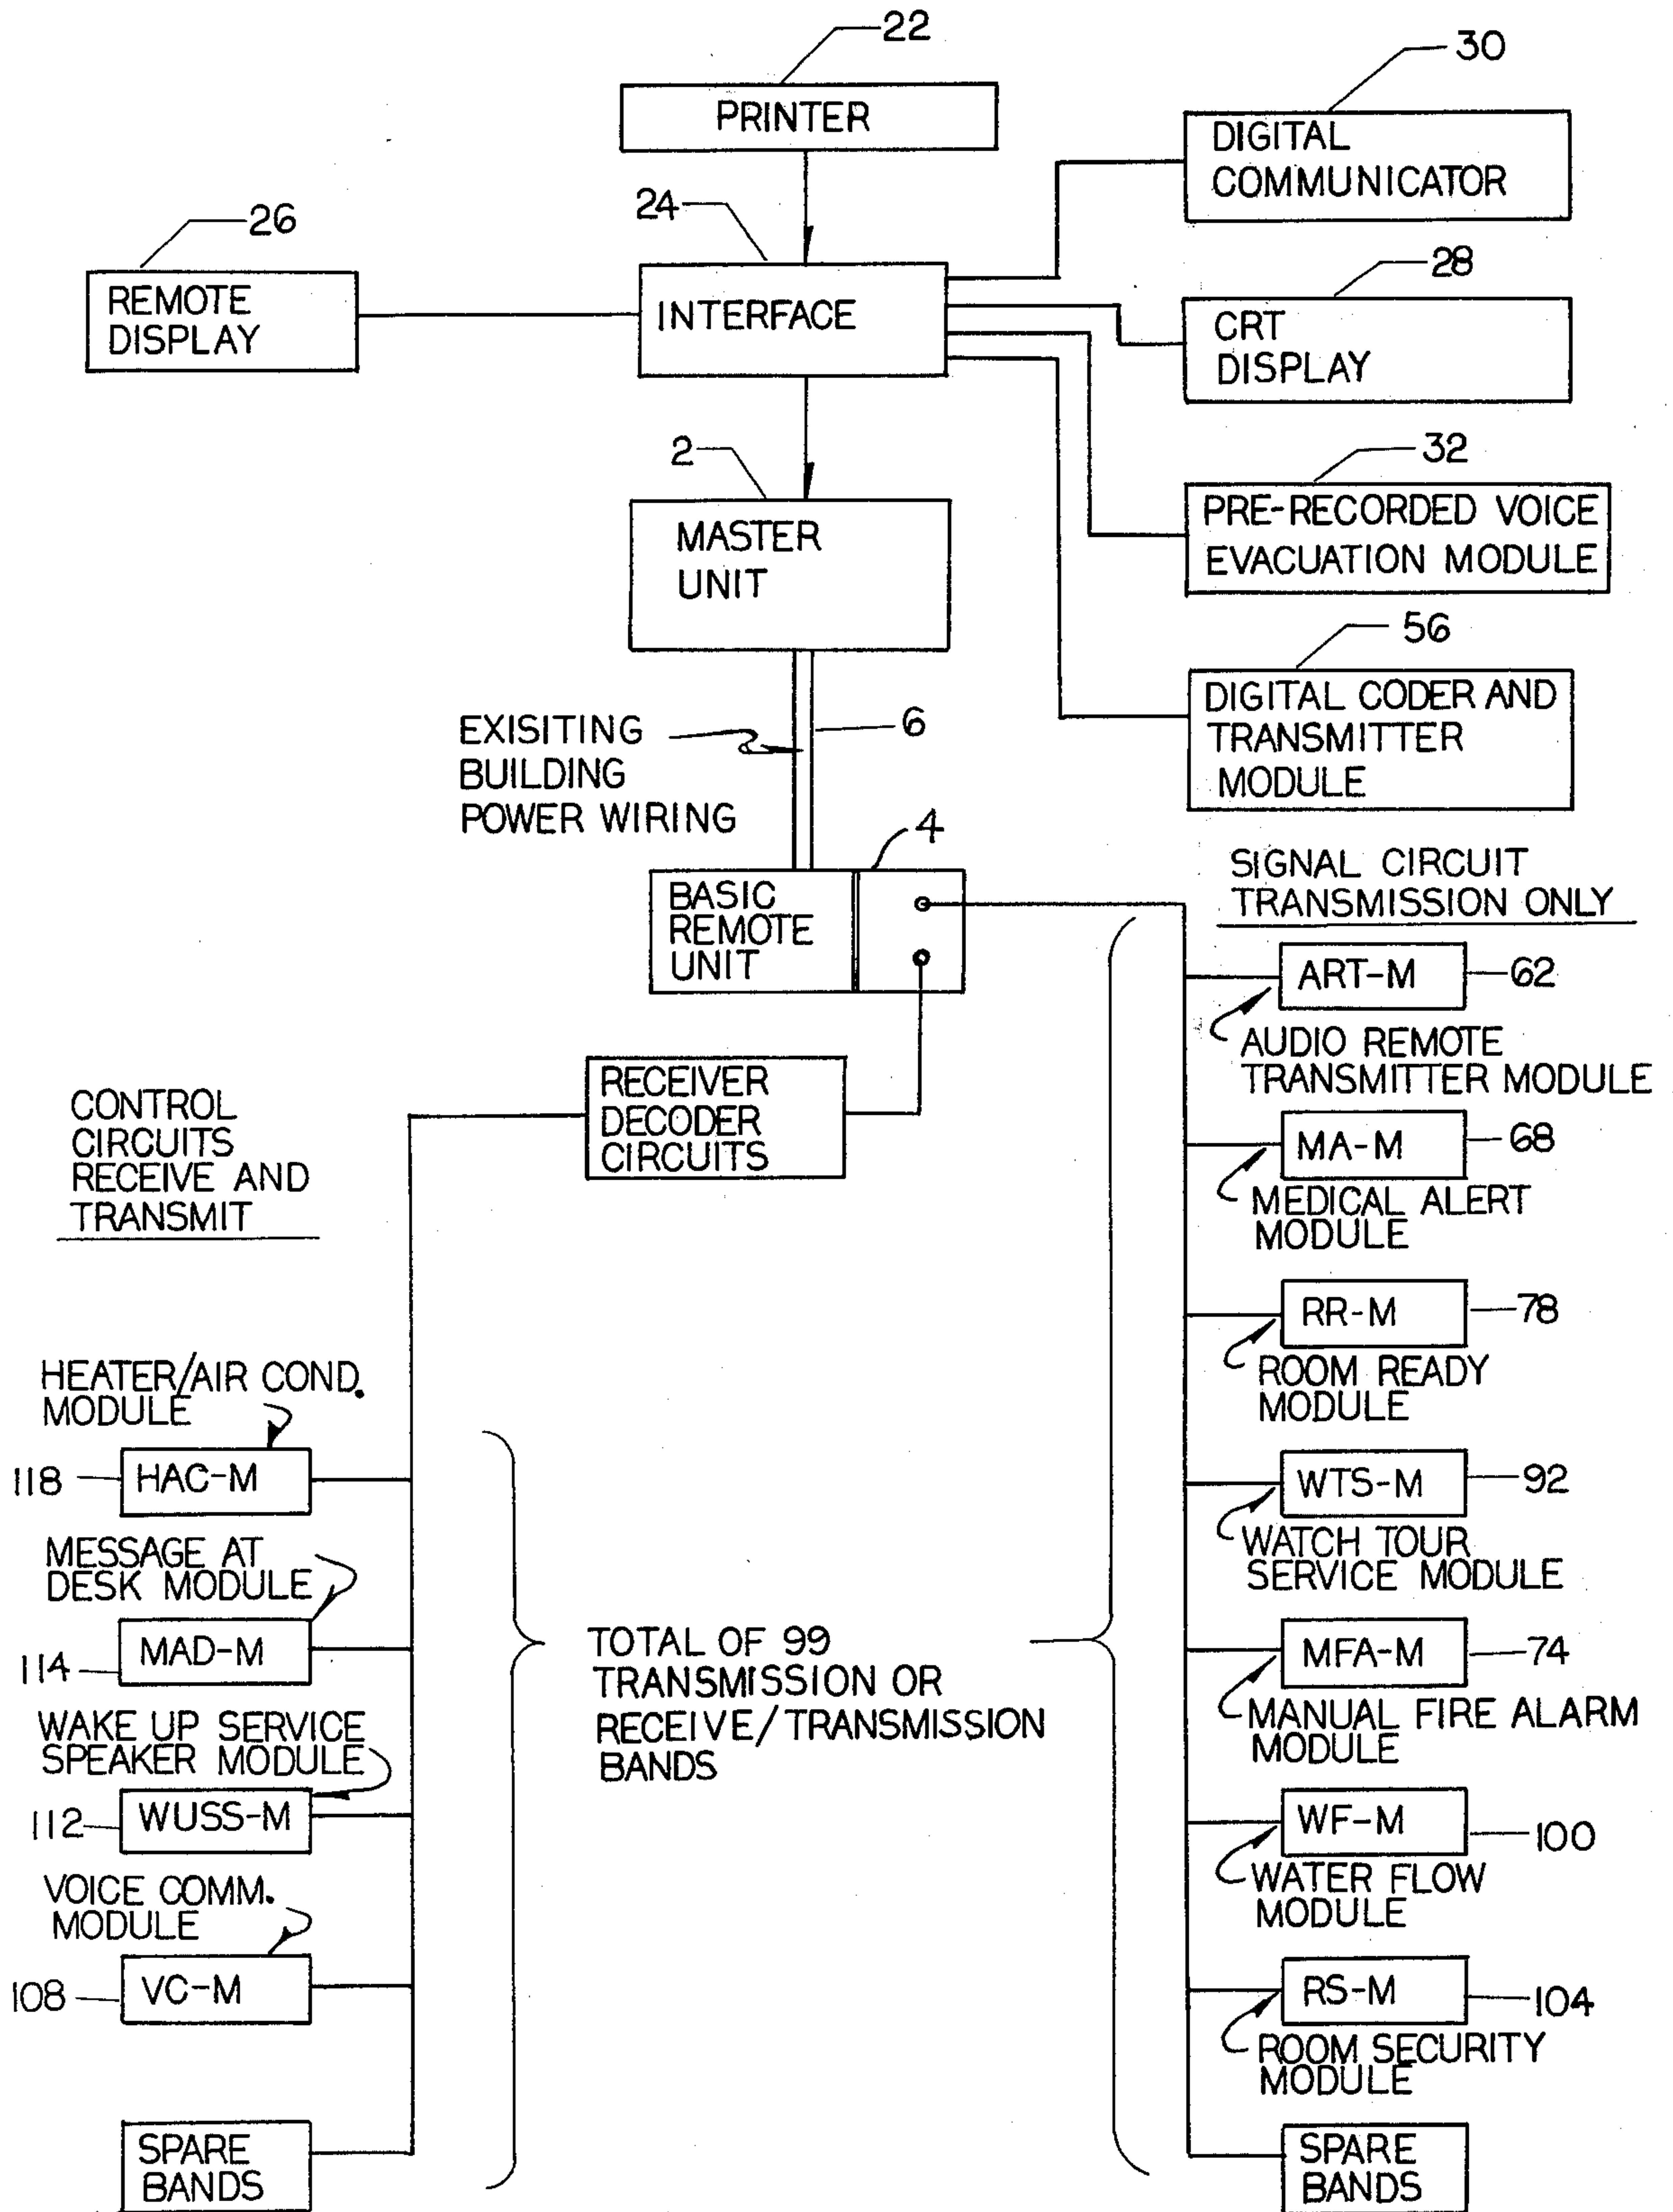 22
PRINTER
30
DIGITAL
COMMUNICATOR
24
26
REMOTE
DISPLAY
INTERFACE
28
CRT
DISPLAY
2
MASTER
UNIT
32
PRE-RECORDED VOICE
EVACUATION MODULE
56
DIGITAL CODER AND
TRANSMITTER
MODULE
EXISITING
BUILDING
POWER WIRING
6
4
BASIC
REMOTE
UNIT
SIGNAL CIRCUIT
TRANSMISSION ONLY
RECEIVER
DECODER
CIRCUITS
CONTROL
CIRCUITS
RECEIVE AND
TRANSMIT
ART-M
62
AUDIO REMOTE
TRANSMITTER MODULE
MA-M
68
MEDICAL ALERT
MODULE
RR-M
78
ROOM READY
MODULE
WTS-M
92
WATCH TOUR
SERVICE MODULE
MFA-M
74
MANUAL FIRE ALARM
MODULE
WF-M
100
WATER FLOW
MODULE
RS-M
104
ROOM SECURITY
MODULE
SPARE
BANDS
HEATER/AIR COND.
MODULE
118
HAC-M
MESSAGE AT
DESK MODULE
114
MAD-M
WAKE UP SERVICE
SPEAKER MODULE
112
WUSS-M
VOICE COMM.
MODULE
108
VC-M
SPARE
BANDS
TOTAL OF 99
TRANSMISSION OR
RECEIVE/TRANSMISSION
BANDS